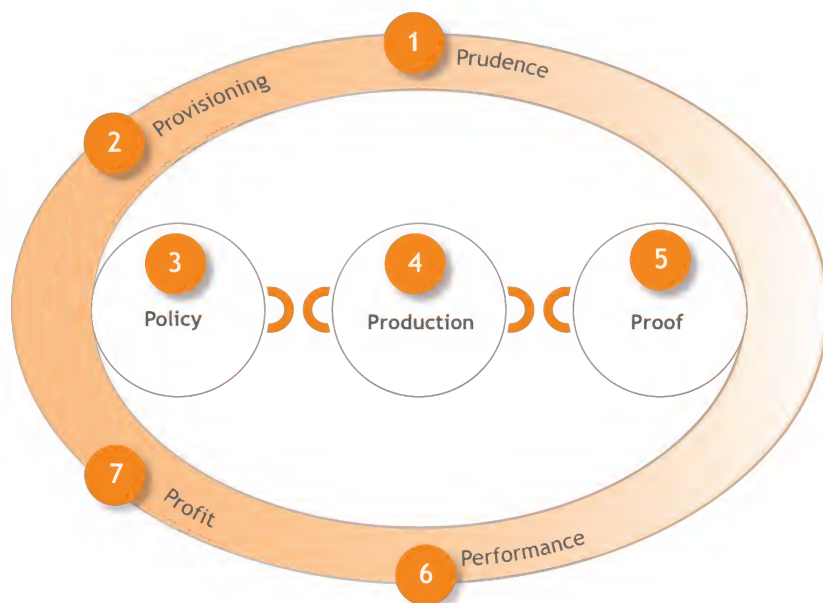 1
Prudence
2
Provisioning
3
Policy
4
Production
5
Proof
6
Performance
7
Profit